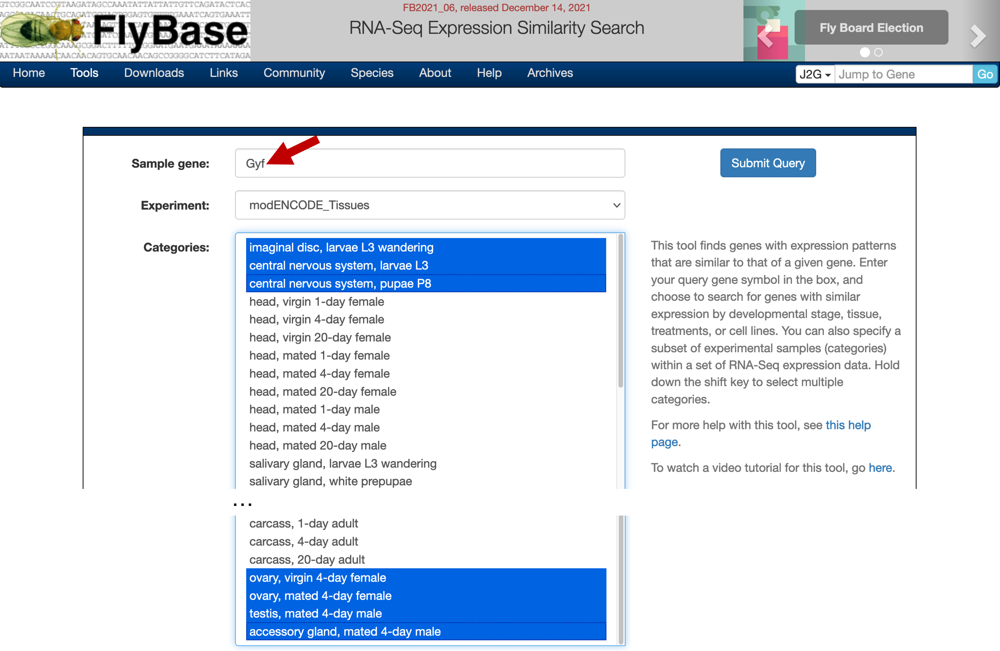 FlyBase
FB2021_06, released December 14, 2021
RNA-Seq Expression Similarity Search
Fly Board Election
Home Tools Downloads Links Community Species About Help Archives J2G Jump to Gene Go
Sample gene: Gyf Submit Query
Experiment: modENCODE_Tissues
Categories:
imaginal disc, larvae L3 wandering
central nervous system, larvae L3
central nervous system, pupae P8
head, virgin 1-day female
head, virgin 4-day female
head, virgin 20-day female
head, mated 1-day female
head, mated 4-day female
head, mated 20-day female
head, mated 1-day male
head, mated 4-day male
head, mated 20-day male
salivary gland, larvae L3 wandering
salivary gland, white prepupae
...
carcass, 1-day adult
carcass, 4-day adult
carcass, 20-day adult
ovary, virgin 4-day female
ovary, mated 4-day female
testis, mated 4-day male
accessory gland, mated 4-day male
This tool finds genes with expression patterns
that are similar to that of a given gene. Enter
your query gene symbol in the box, and
choose to search for genes with similar
expression by developmental stage, tissue,
treatments, or cell lines. You can also specify a
subset of experimental samples (categories)
within a set of RNA-Seq expression data. Hold
down the shift key to select multiple
categories.
For more help with this tool, see this help
page.
To watch a video tutorial for this tool, go here.